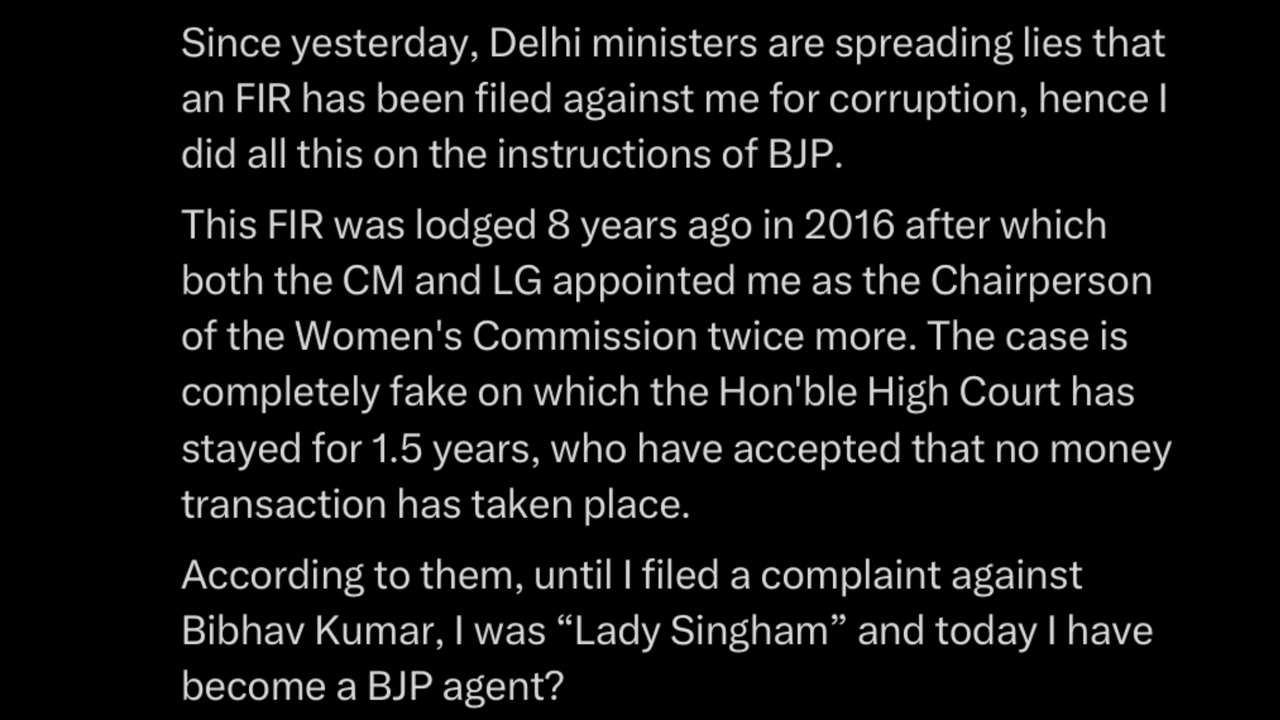 Since yesterday, Delhi ministers are spreading lies that
an FIR has been filed against me for corruption, hence I
did all this on the instructions of BJP.
This FIR was lodged 8 years ago in 2016 after which
both the CM and LG appointed me as the Chairperson
of the Women's Commission twice more. The case is
completely fake on which the Hon'ble High Court has
stayed for 1.5 years, who have accepted that no money
transaction has taken place.
According to them, until I filed a complaint against
Bibhav Kumar, I was “Lady Singham” and today I have
become a BJP agent?